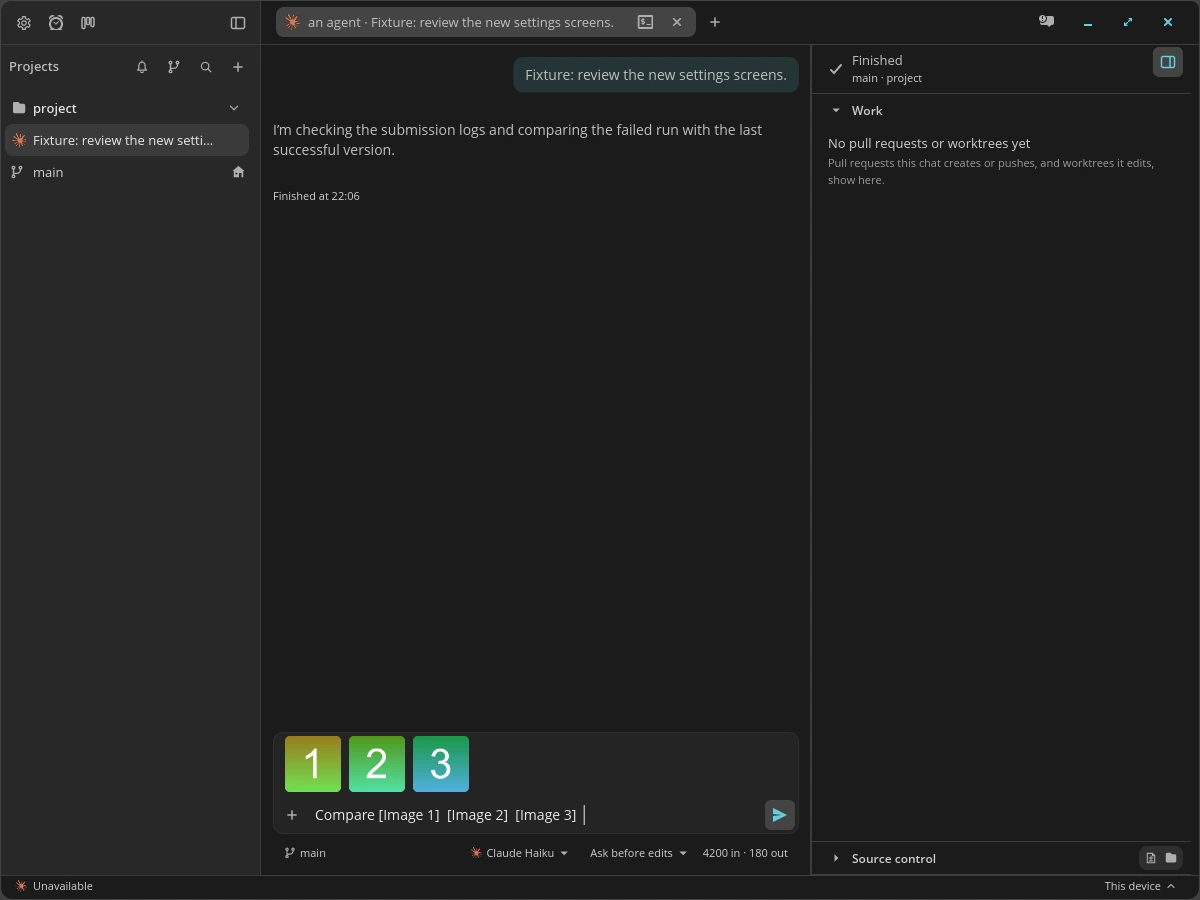 an agent · Fixture: review the new settings screens.
Projects
project
Fixture: review the new setti...
main
Fixture: review the new settings screens.
I'm checking the submission logs and comparing the failed run with the last
successful version.
Finished at 22:06
Finished
main · project
Work
No pull requests or worktrees yet
Pull requests this chat creates or pushes, and worktrees it edits,
show here.
1 2 3
Compare [Image 1]  [Image 2]  [Image 3]
main
Claude Haiku
Ask before edits
4200 in · 180 out
Source control
Unavailable
This device